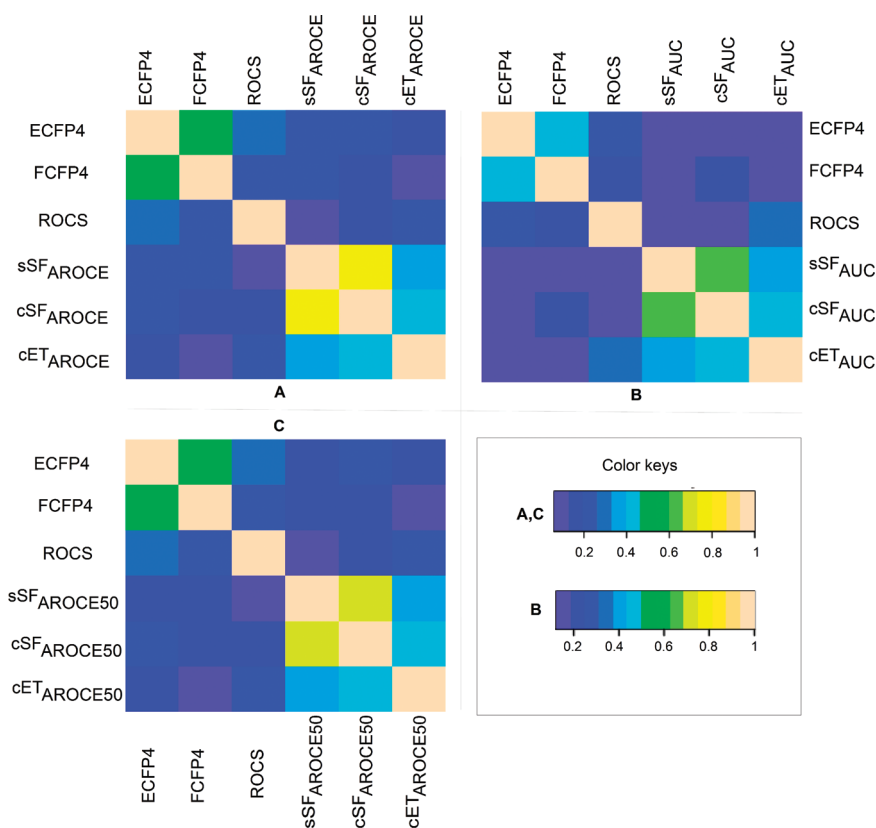 ECFP4 FCFP4 ROCS sSFAROCE cSFAROCE cETAROCE
ECFP4
FCFP4
ROCS
sSFAROCE
cSFAROCE
cETAROCE
A
ECFP4 FCFP4 ROCS sSFAUC cSFAUC cETAUC
ECFP4
FCFP4
ROCS
sSFAUC
cSFAUC
cETAUC
B
C
ECFP4
FCFP4
ROCS
sSFAROCE50
cSFAROCE50
cETAROCE50
ECFP4 FCFP4 ROCS sSFAROCE50 cSFAROCE50 cETAROCE50
Color keys
A,C
0.2 0.4 0.6 0.8 1
B
0.2 0.4 0.6 0.8 1